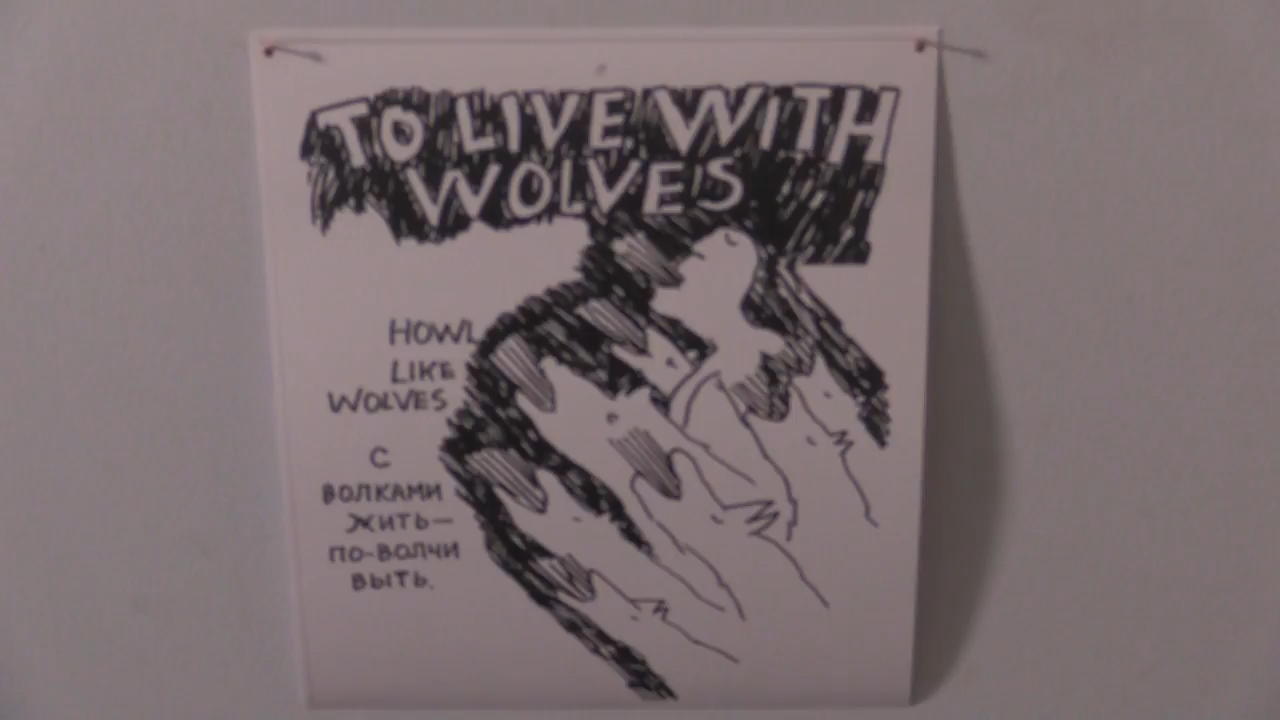 TO LIVE WITH
WOLVES
HOWL
LIKE
WOLVES
С
ВОЛКАМИ
ЖИТЬ—
ПО-ВОЛЧИ
ВЫТЬ.